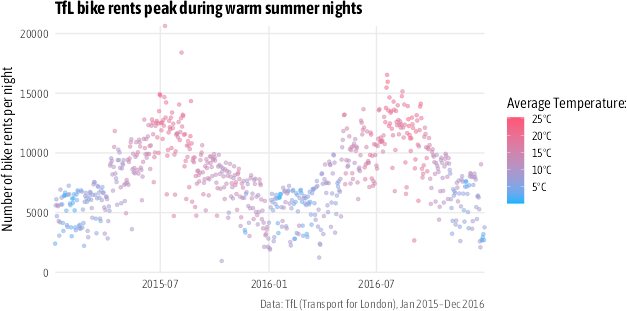 TfL bike rents peak during warm summer nights
Number of bike rents per night
20000
15000
10000
5000
0
2015-07
2016-01
2016-07
Average Temperature:
25°C
20°C
15°C
10°C
5°C
Data: TfL (Transport for London), Jan 2015–Dec 2016